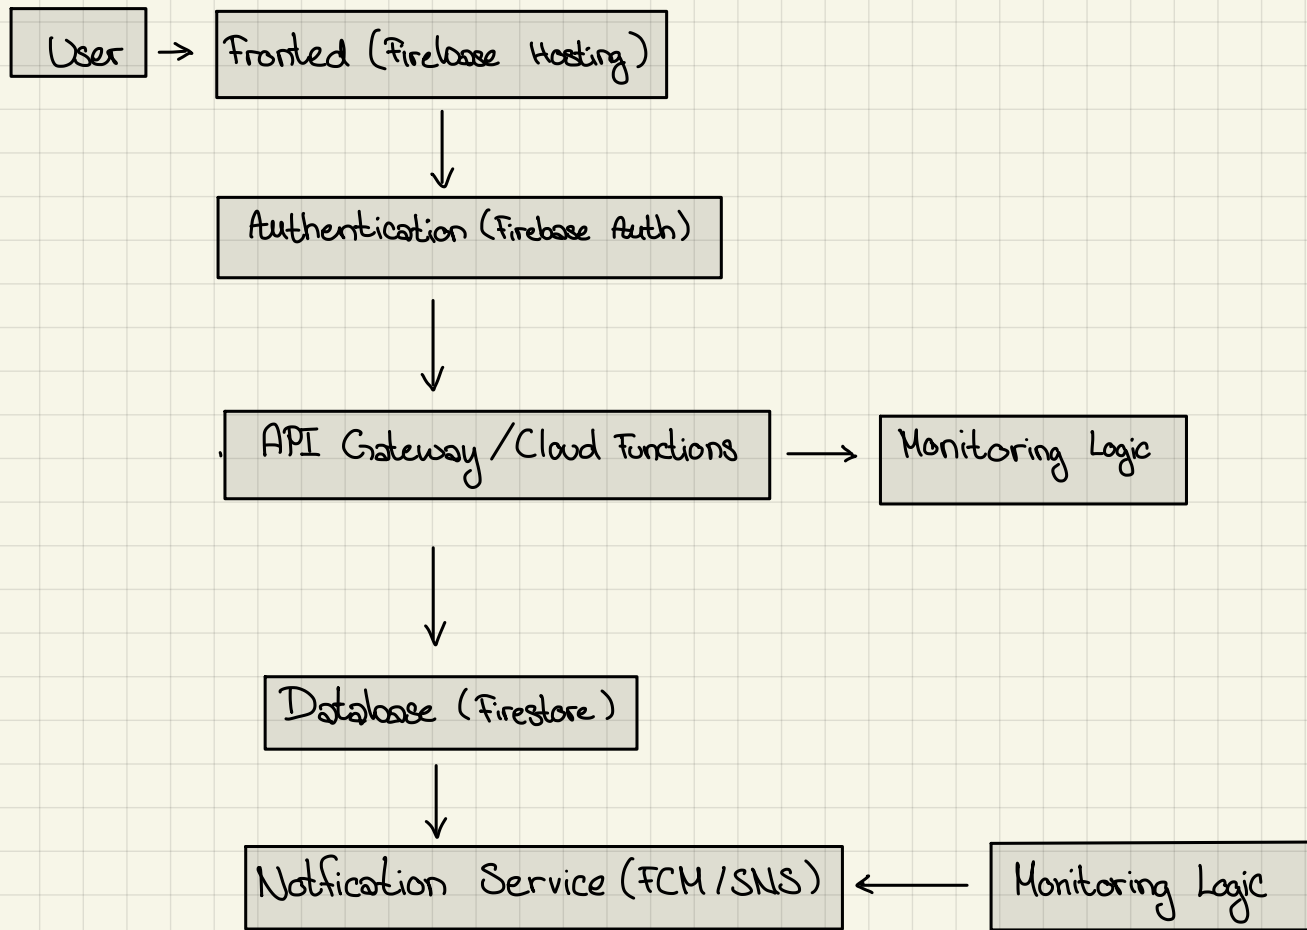 User
Fronted (Firebase Hosting)
Authentication (Firebase Auth)
API Gateway / Cloud Functions
Monitoring Logic
Database (Firestore)
Notfication Service (FCM / SNS)
Monitoring Logic